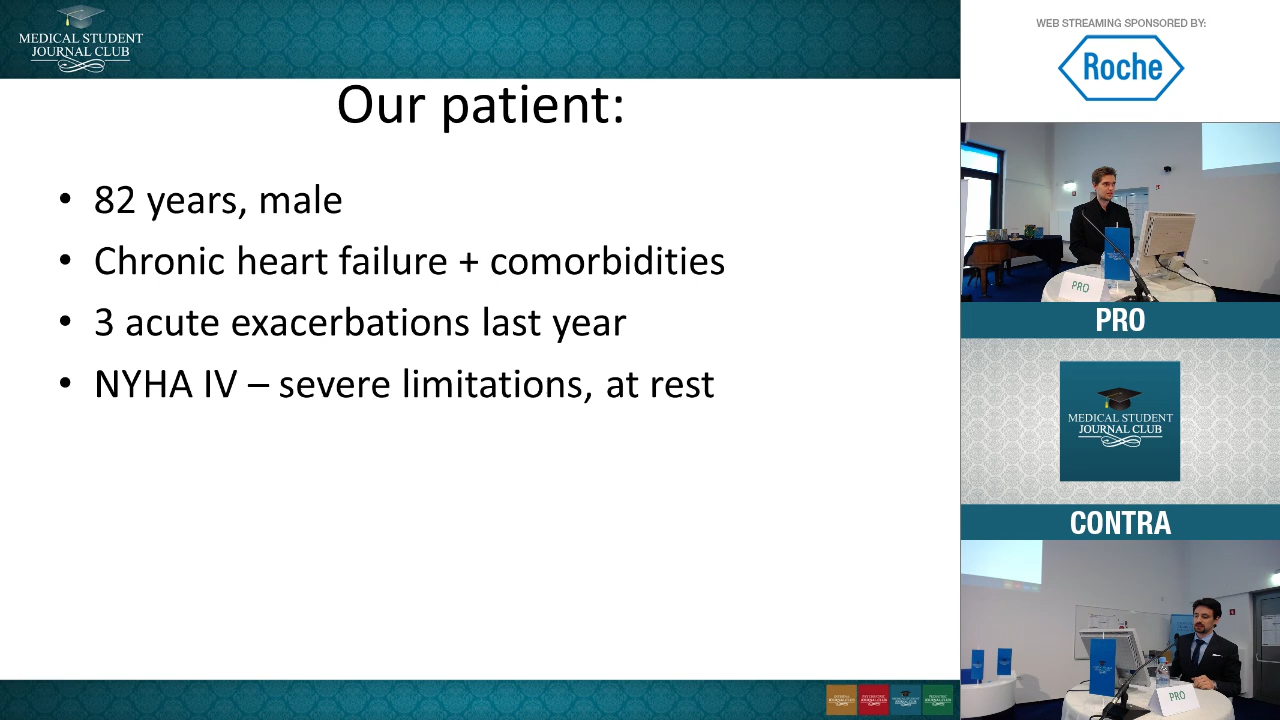 MEDICAL STUDENT
JOURNAL CLUB
Our patient:
• 82 years, male
• Chronic heart failure + comorbidities
• 3 acute exacerbations last year
• NYHA IV – severe limitations, at rest
WEB STREAMING SPONSORED BY:
Roche
PRO
PRO
MEDICAL STUDENT
JOURNAL CLUB
CONTRA
PRO